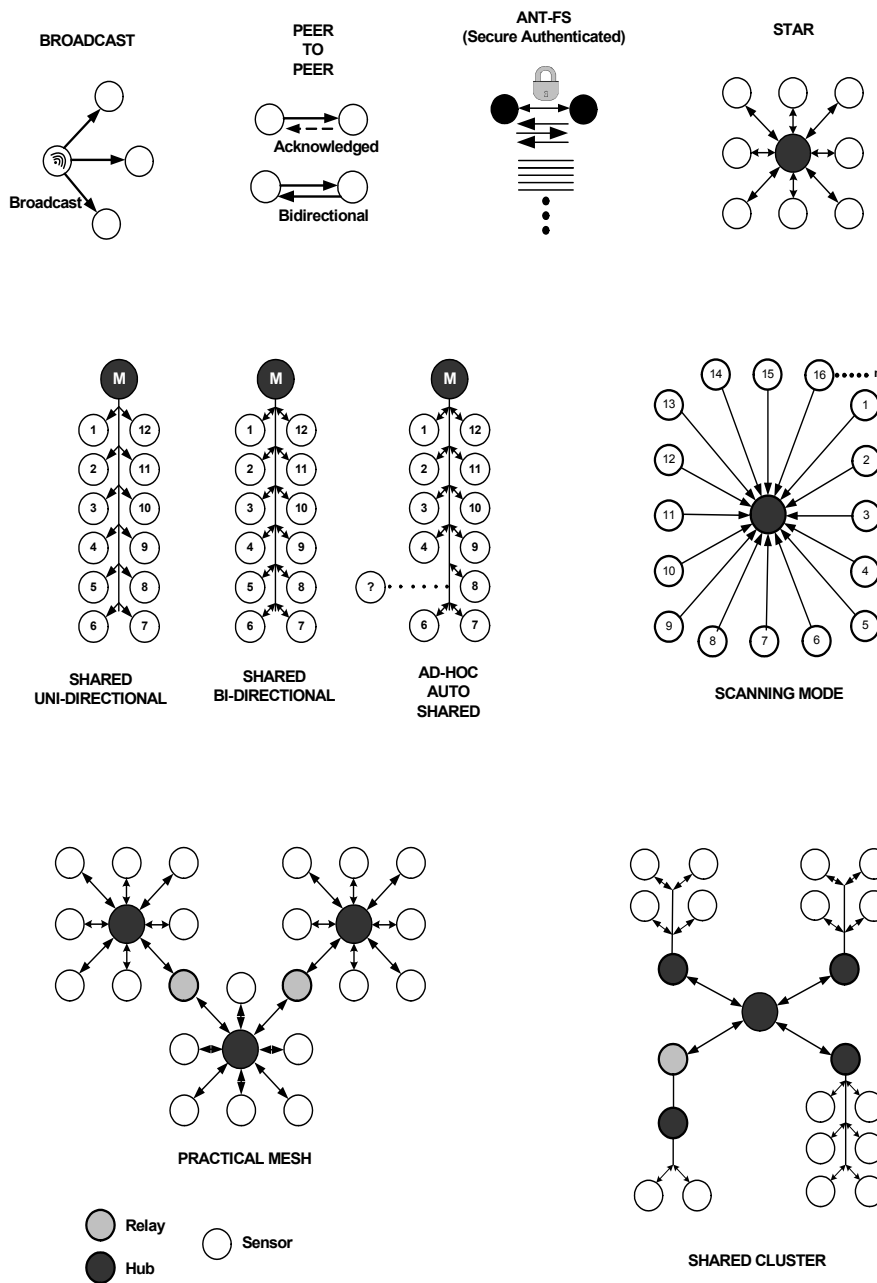 BROADCAST
Broadcast
PEER
TO
PEER
Acknowledged
Bidirectional
ANT-FS
(Secure Authenticated)
STAR
M
1 12
2 11
3 10
4 9
5 8
6 7
SHARED
UNI-DIRECTIONAL
M
1 12
2 11
3 10
4 9
5 8
6 7
SHARED
BI-DIRECTIONAL
M
1 12
2 11
3 10
4 9
? 8
6 7
AD-HOC
AUTO
SHARED
14 15 16
13 1
12 2
11 3
10 4
9 5
8 7 6
SCANNING MODE
PRACTICAL MESH
Relay
Sensor
Hub
SHARED CLUSTER